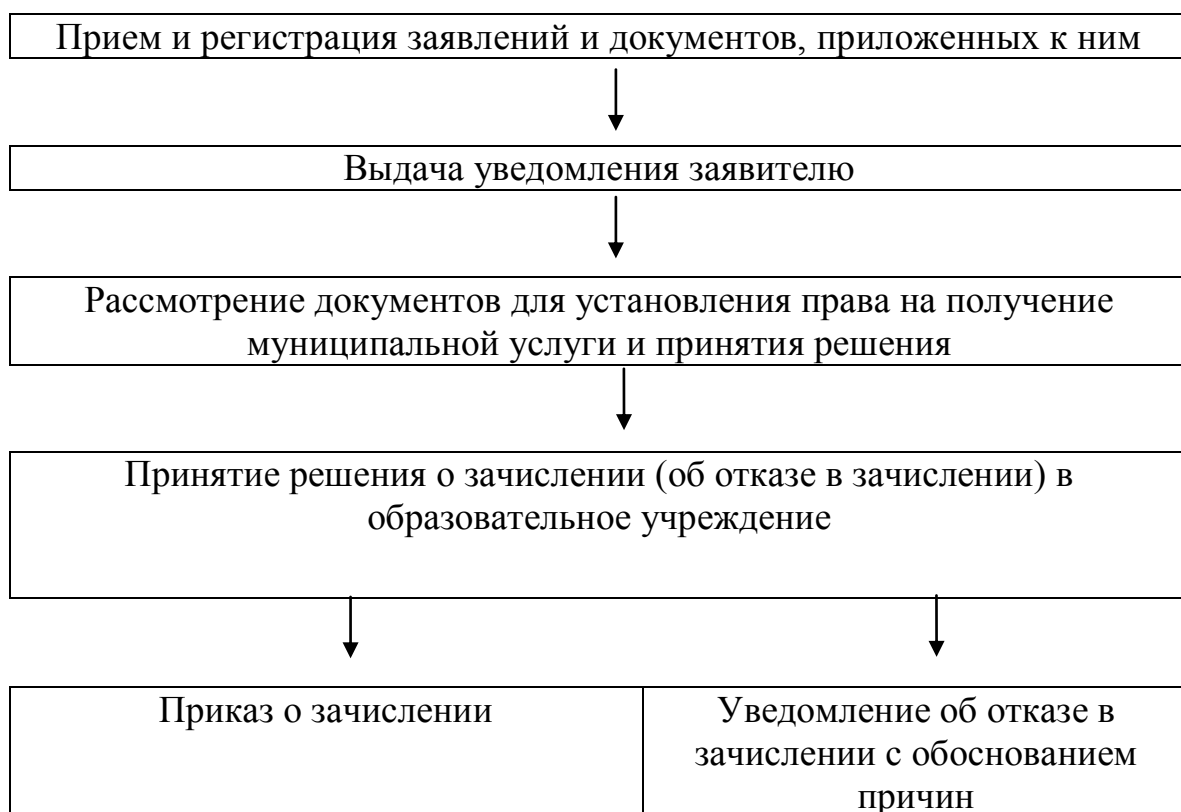 Прием и регистрация заявлений и документов, приложенных к ним
Выдача уведомления заявителю
Рассмотрение документов для установления права на получение
муниципальной услуги и принятия решения
Принятие решения о зачислении (об отказе в зачислении) в
образовательное учреждение
Приказ о зачислении
Уведомление об отказе в
зачислении с обоснованием
причин